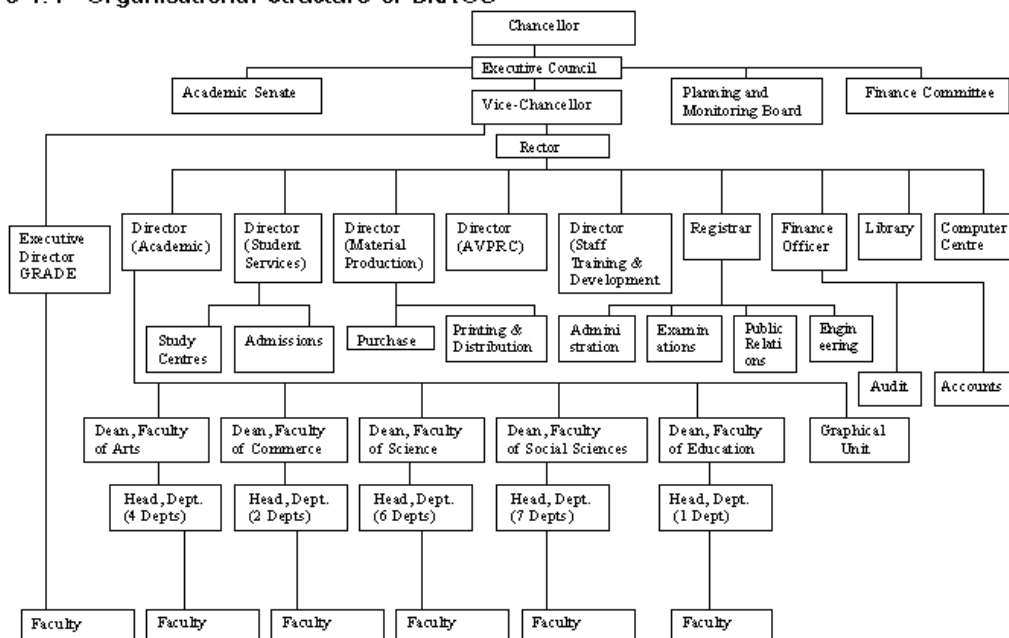 Organisational Structure of
Chancellor
Executive Council
Academic Senate
Planning and
Monitoring Board
Finance Committee
Vice-Chancellor
Rector
Executive
Director
GRADE
Director
(Academic)
Director
(Student
Services)
Director
(Material
Production)
Director
(AVPRC)
Director
(Staff
Training &
Development
Registrar
Finance
Officer
Library
Computer
Centre
Study
Centres
Admissions
Purchase
Printing &
Distribution
Admini
stration
Examin
ations
Public
Relati
ons
Engin
eering
Audit
Accounts
Dean, Faculty
of Arts
Dean, Faculty
of Commerce
Dean, Faculty
of Science
Dean, Faculty
of Social Sciences
Dean, Faculty
of Education
Graphical
Unit
Head, Dept.
(4 Depts)
Head, Dept.
(2 Depts)
Head, Dept.
(6 Depts)
Head, Dept.
(7 Depts)
Head, Dept.
(1 Dept)
Faculty
Faculty
Faculty
Faculty
Faculty
Faculty